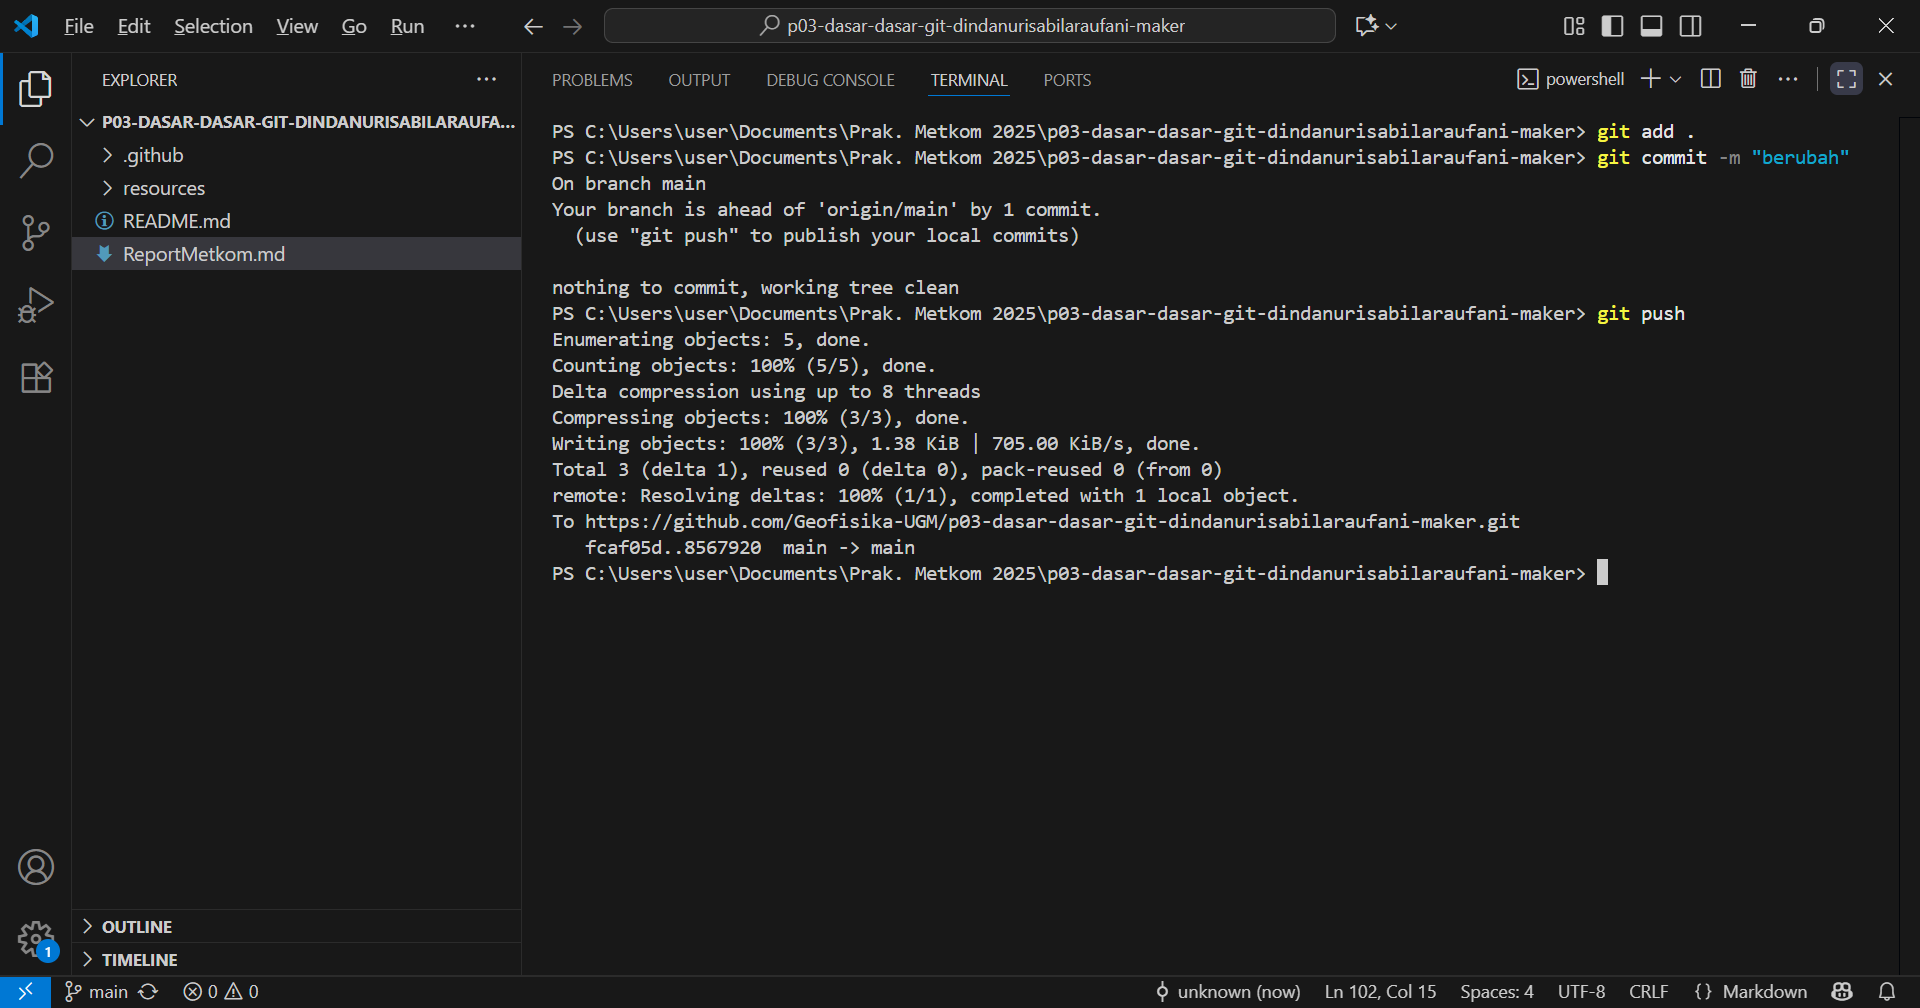 File Edit Selection View Go Run ···
p03-dasar-dasar-git-dindanurisabilaraufani-maker
EXPLORER
P03-DASAR-DASAR-GIT-DINDANURISABILARAUFA...
.github
resources
README.md
ReportMetkom.md
OUTLINE
TIMELINE
PROBLEMS OUTPUT DEBUG CONSOLE TERMINAL PORTS
powershell
PS C:\Users\user\Documents\Prak. Metkom 2025\p03-dasar-dasar-git-dindanurisabilaraufani-maker> git add .
PS C:\Users\user\Documents\Prak. Metkom 2025\p03-dasar-dasar-git-dindanurisabilaraufani-maker> git commit -m "berubah"
On branch main
Your branch is ahead of 'origin/main' by 1 commit.
  (use "git push" to publish your local commits)
nothing to commit, working tree clean
PS C:\Users\user\Documents\Prak. Metkom 2025\p03-dasar-dasar-git-dindanurisabilaraufani-maker> git push
Enumerating objects: 5, done.
Counting objects: 100% (5/5), done.
Delta compression using up to 8 threads
Compressing objects: 100% (3/3), done.
Writing objects: 100% (3/3), 1.38 KiB | 705.00 KiB/s, done.
Total 3 (delta 1), reused 0 (delta 0), pack-reused 0 (from 0)
remote: Resolving deltas: 100% (1/1), completed with 1 local object.
To https://github.com/Geofisika-UGM/p03-dasar-dasar-git-dindanurisabilaraufani-maker.git
   fcaf05d..8567920  main -> main
PS C:\Users\user\Documents\Prak. Metkom 2025\p03-dasar-dasar-git-dindanurisabilaraufani-maker>
1
main 0 0 unknown (now) Ln 102, Col 15 Spaces: 4 UTF-8 CRLF {} Markdown